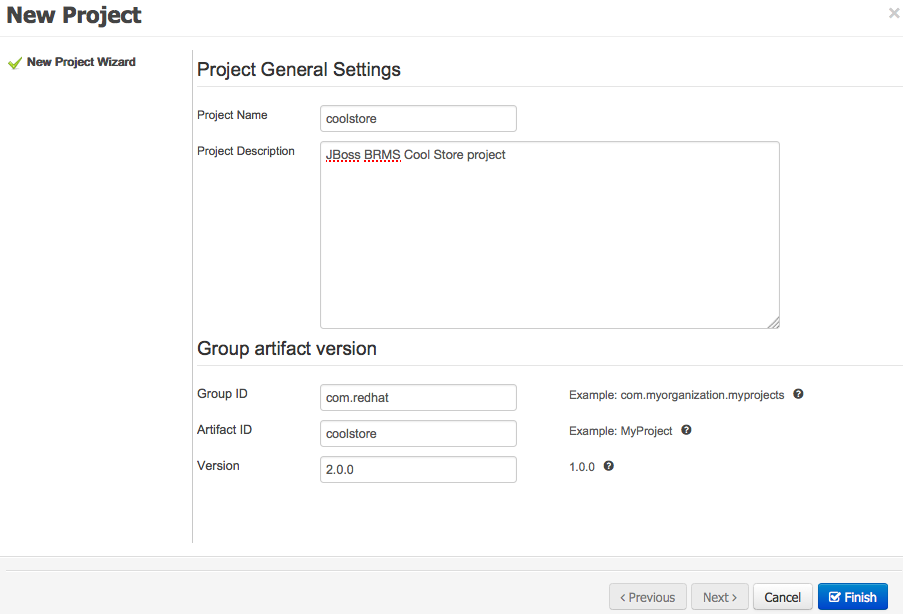 New Project
×
New Project Wizard
Project General Settings
Project Name
coolstore
Project Description
JBoss BRMS Cool Store project
Group artifact version
Group ID
com.redhat
Example: com.myorganization.myprojects ?
Artifact ID
coolstore
Example: MyProject ?
Version
2.0.0
1.0.0 ?
‹ Previous
Next ›
Cancel
Finish